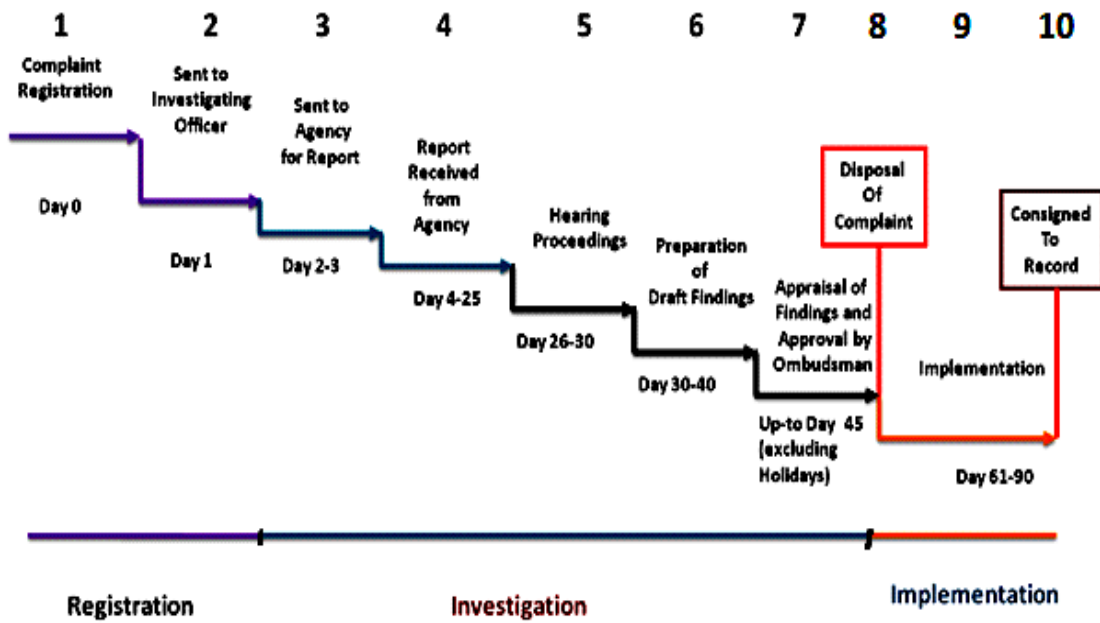 1 2 3 4 5 6 7 8 9 10
Complaint
Registration
Day 0
Sent to
Investigating
Officer
Day 1
Sent to
Agency
for Report
Day 2-3
Report
Received
from
Agency
Day 4-25
Hearing
Proceedings
Day 26-30
Preparation
of
Draft Findings
Day 30-40
Appraisal of
Findings and
Approval by
Ombudsman
Up-to Day 45
(excluding
Holidays)
Disposal
Of
Complaint
Implementation
Day 61-90
Consigned
To
Record
Registration
Investigation
Implementation